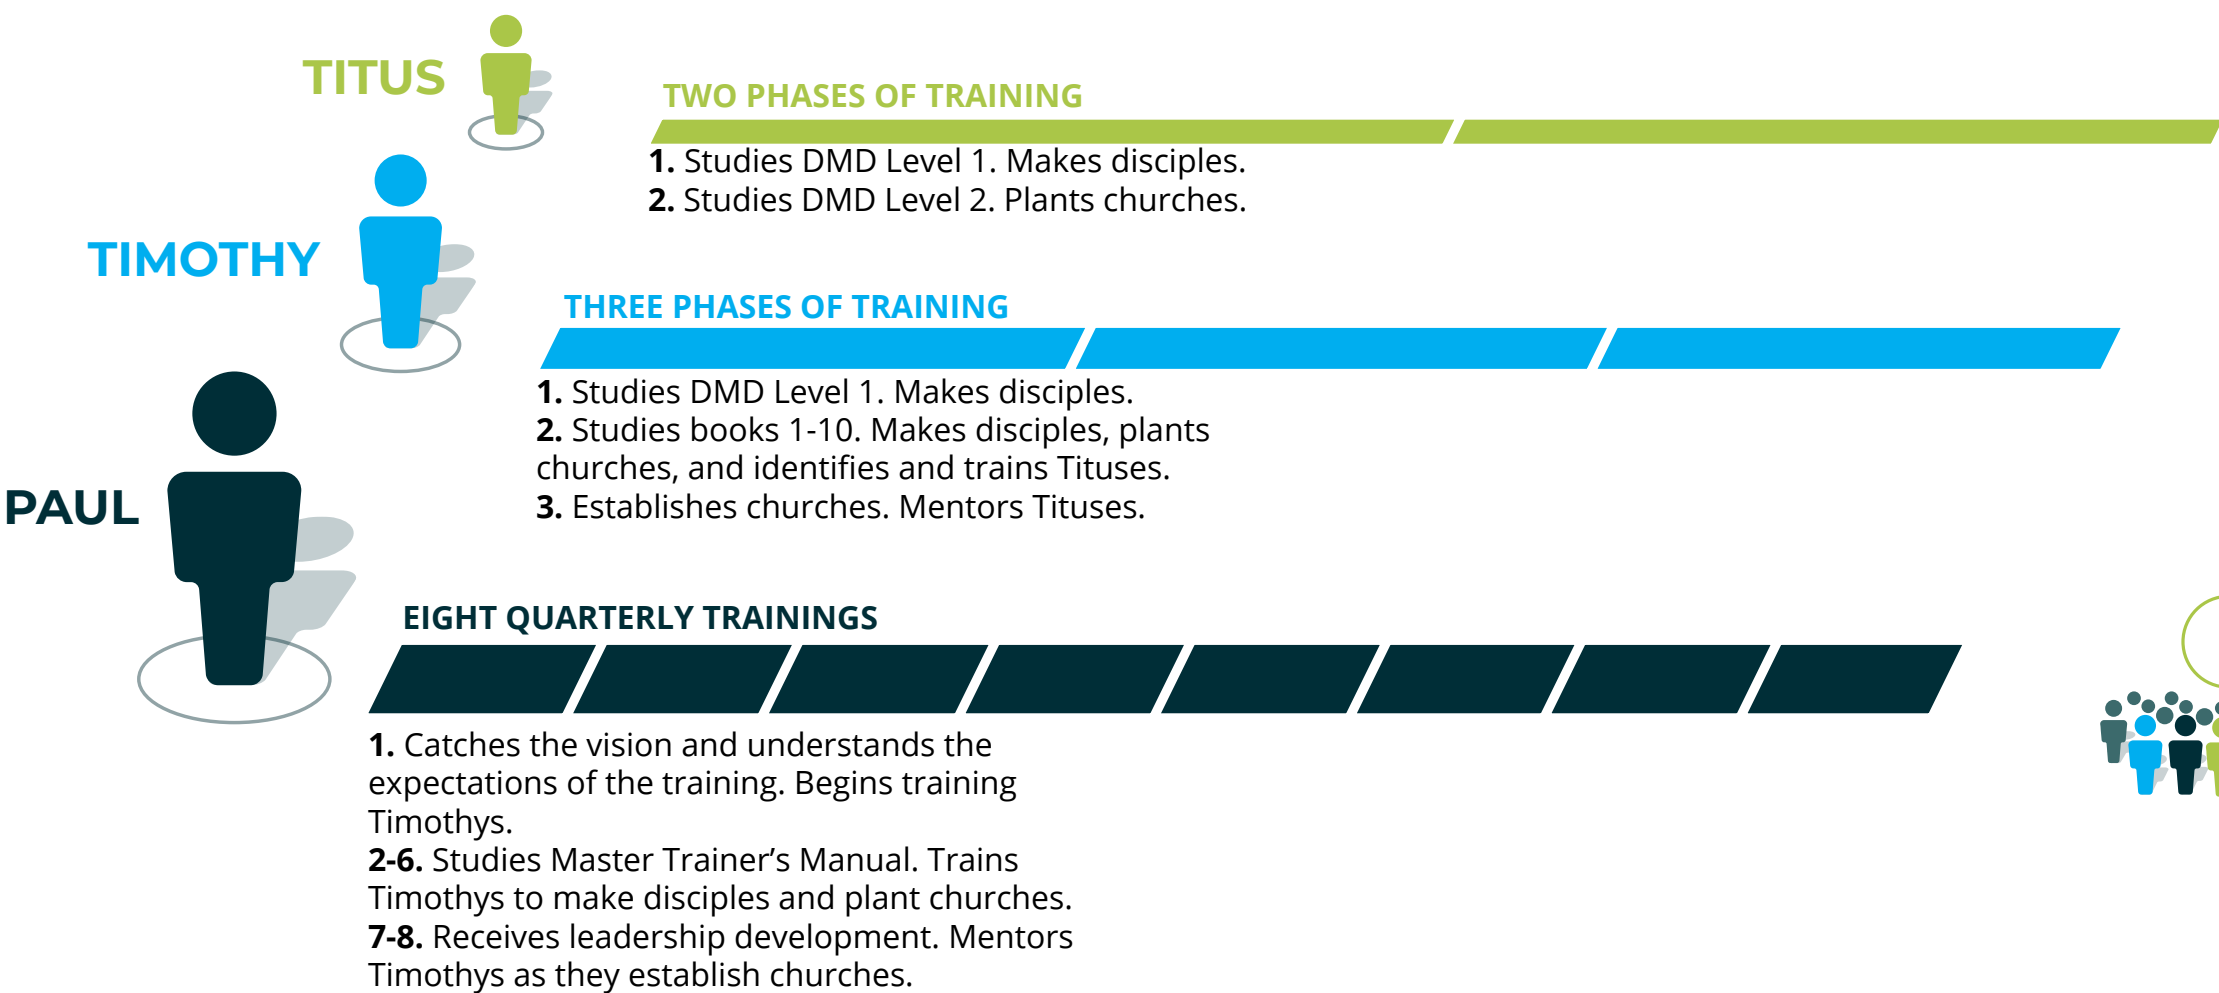 TITUS
TWO PHASES OF TRAINING
1. Studies DMD Level 1. Makes disciples.
2. Studies DMD Level 2. Plants churches.
TIMOTHY
THREE PHASES OF TRAINING
1. Studies DMD Level 1. Makes disciples.
2. Studies books 1-10. Makes disciples, plants
churches, and identifies and trains Tituses.
3. Establishes churches. Mentors Tituses.
PAUL
EIGHT QUARTERLY TRAININGS
1. Catches the vision and understands the
expectations of the training. Begins training
Timothys.
2-6. Studies Master Trainer’s Manual. Trains
Timothys to make disciples and plant churches.
7-8. Receives leadership development. Mentors
Timothys as they establish churches.